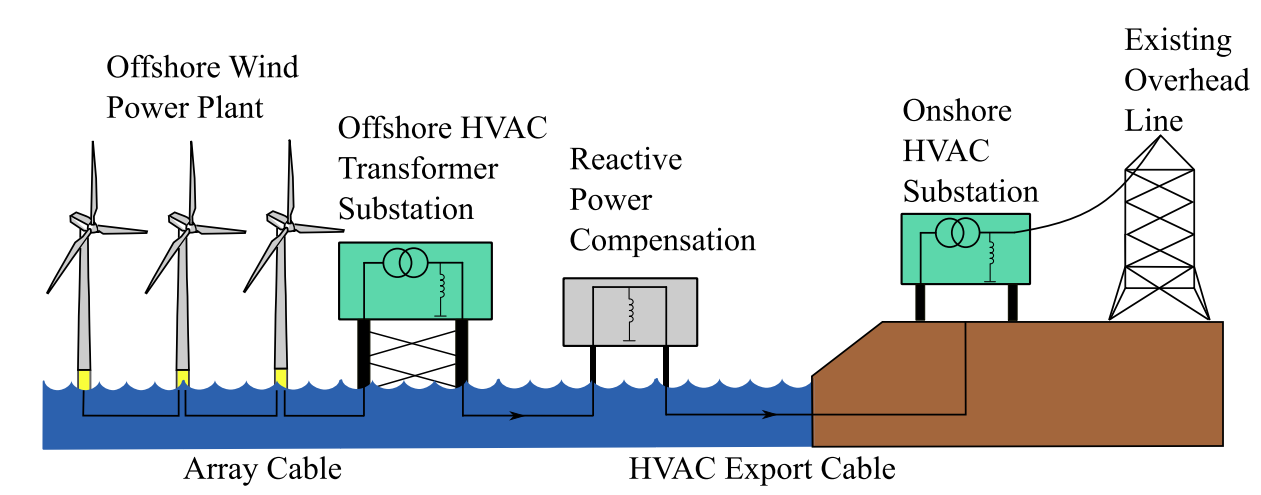 Offshore Wind
Power Plant
Offshore HVAC
Transformer
Substation
Reactive
Power
Compensation
Onshore
HVAC
Substation
Existing
Overhead
Line
Array Cable
HVAC Export Cable